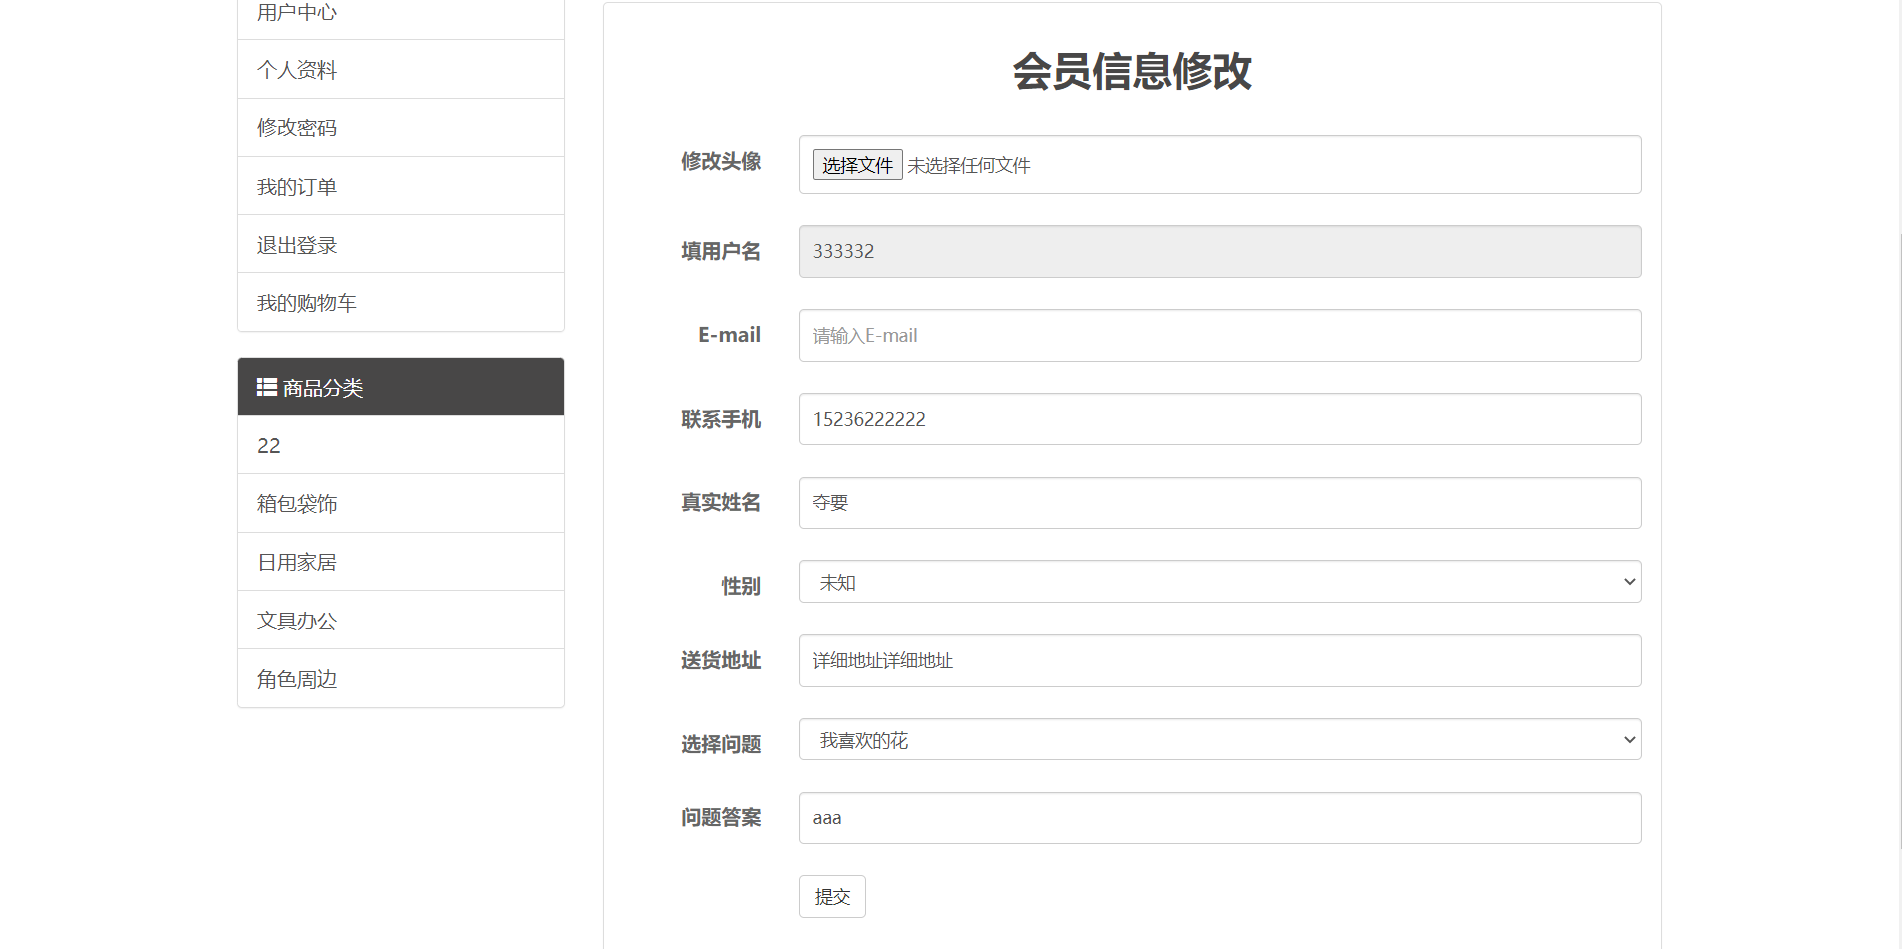 用户中心
个人资料
修改密码
我的订单
退出登录
我的购物车
商品分类
22
箱包袋饰
日用家居
文具办公
角色周边
会员信息修改
修改头像 选择文件 未选择任何文件
填用户名 333332
E-mail 请输入E-mail
联系手机 15236222222
真实姓名 夺要
性别 未知
送货地址 详细地址详细地址
选择问题 我喜欢的花
问题答案 aaa
提交